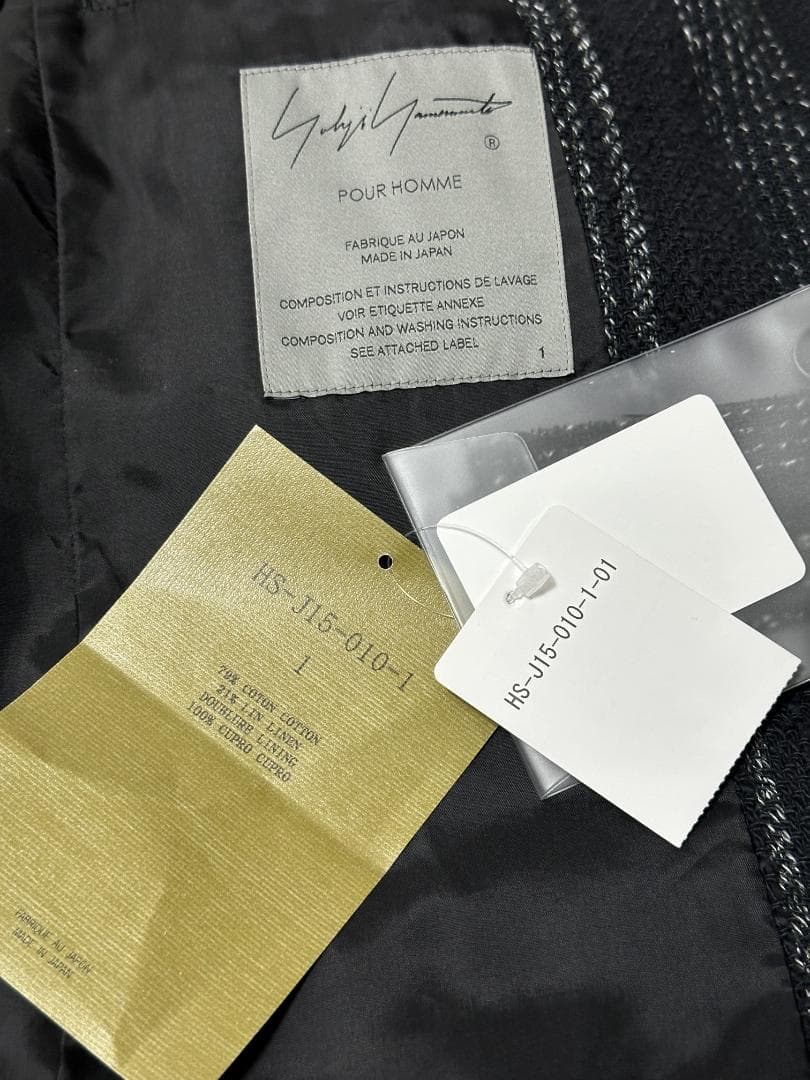 Yohji Yamamoto
®
POUR HOMME
FABRIQUE AU JAPON
MADE IN JAPAN
COMPOSITION ET INSTRUCTIONS DE LAVAGE
VOIR ETIQUETTE ANNEXE
COMPOSITION AND WASHING INSTRUCTIONS
SEE ATTACHED LABEL
1
HS-J15-010-1
1
79% COTON COTTON
21% LIN LINEN
DOUBLURE LINING
100% CUPRO CUPRO
FABRIQUE AU JAPON
MADE IN JAPAN
HS-J15-010-1-01